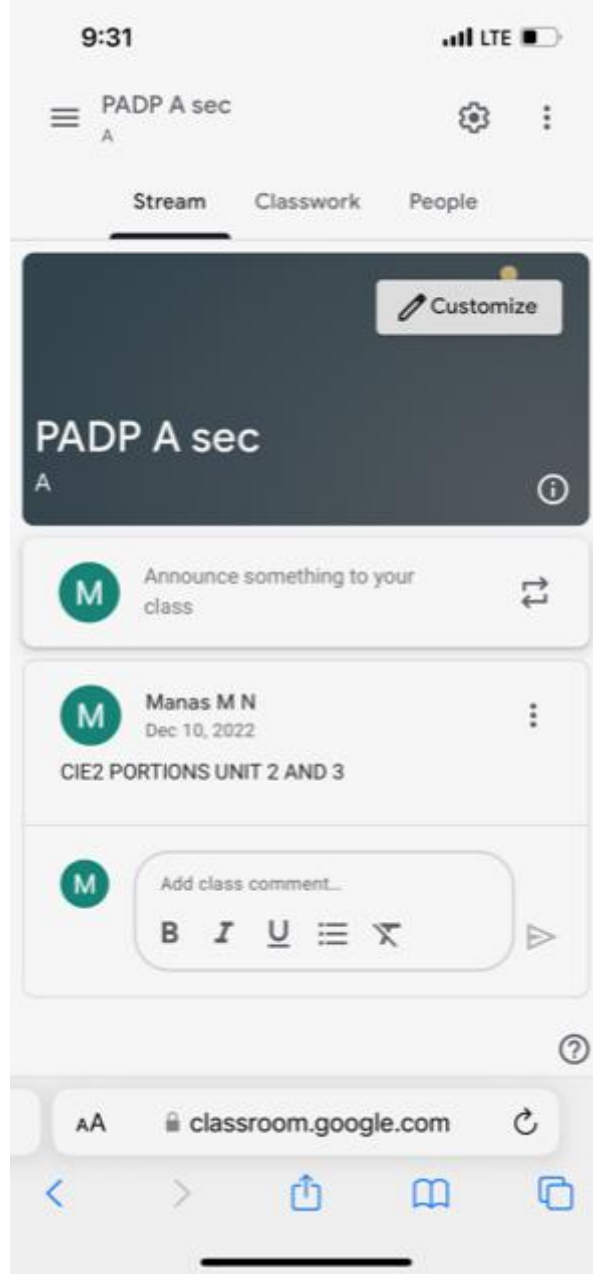 9:31 LTE
PADP A sec
A
Stream Classwork People
Customize
PADP A sec
A
M Announce something to your
class
M Manas M N
Dec 10, 2022
CIE2 PORTIONS UNIT 2 AND 3
M Add class comment...
B I U
AA classroom.google.com